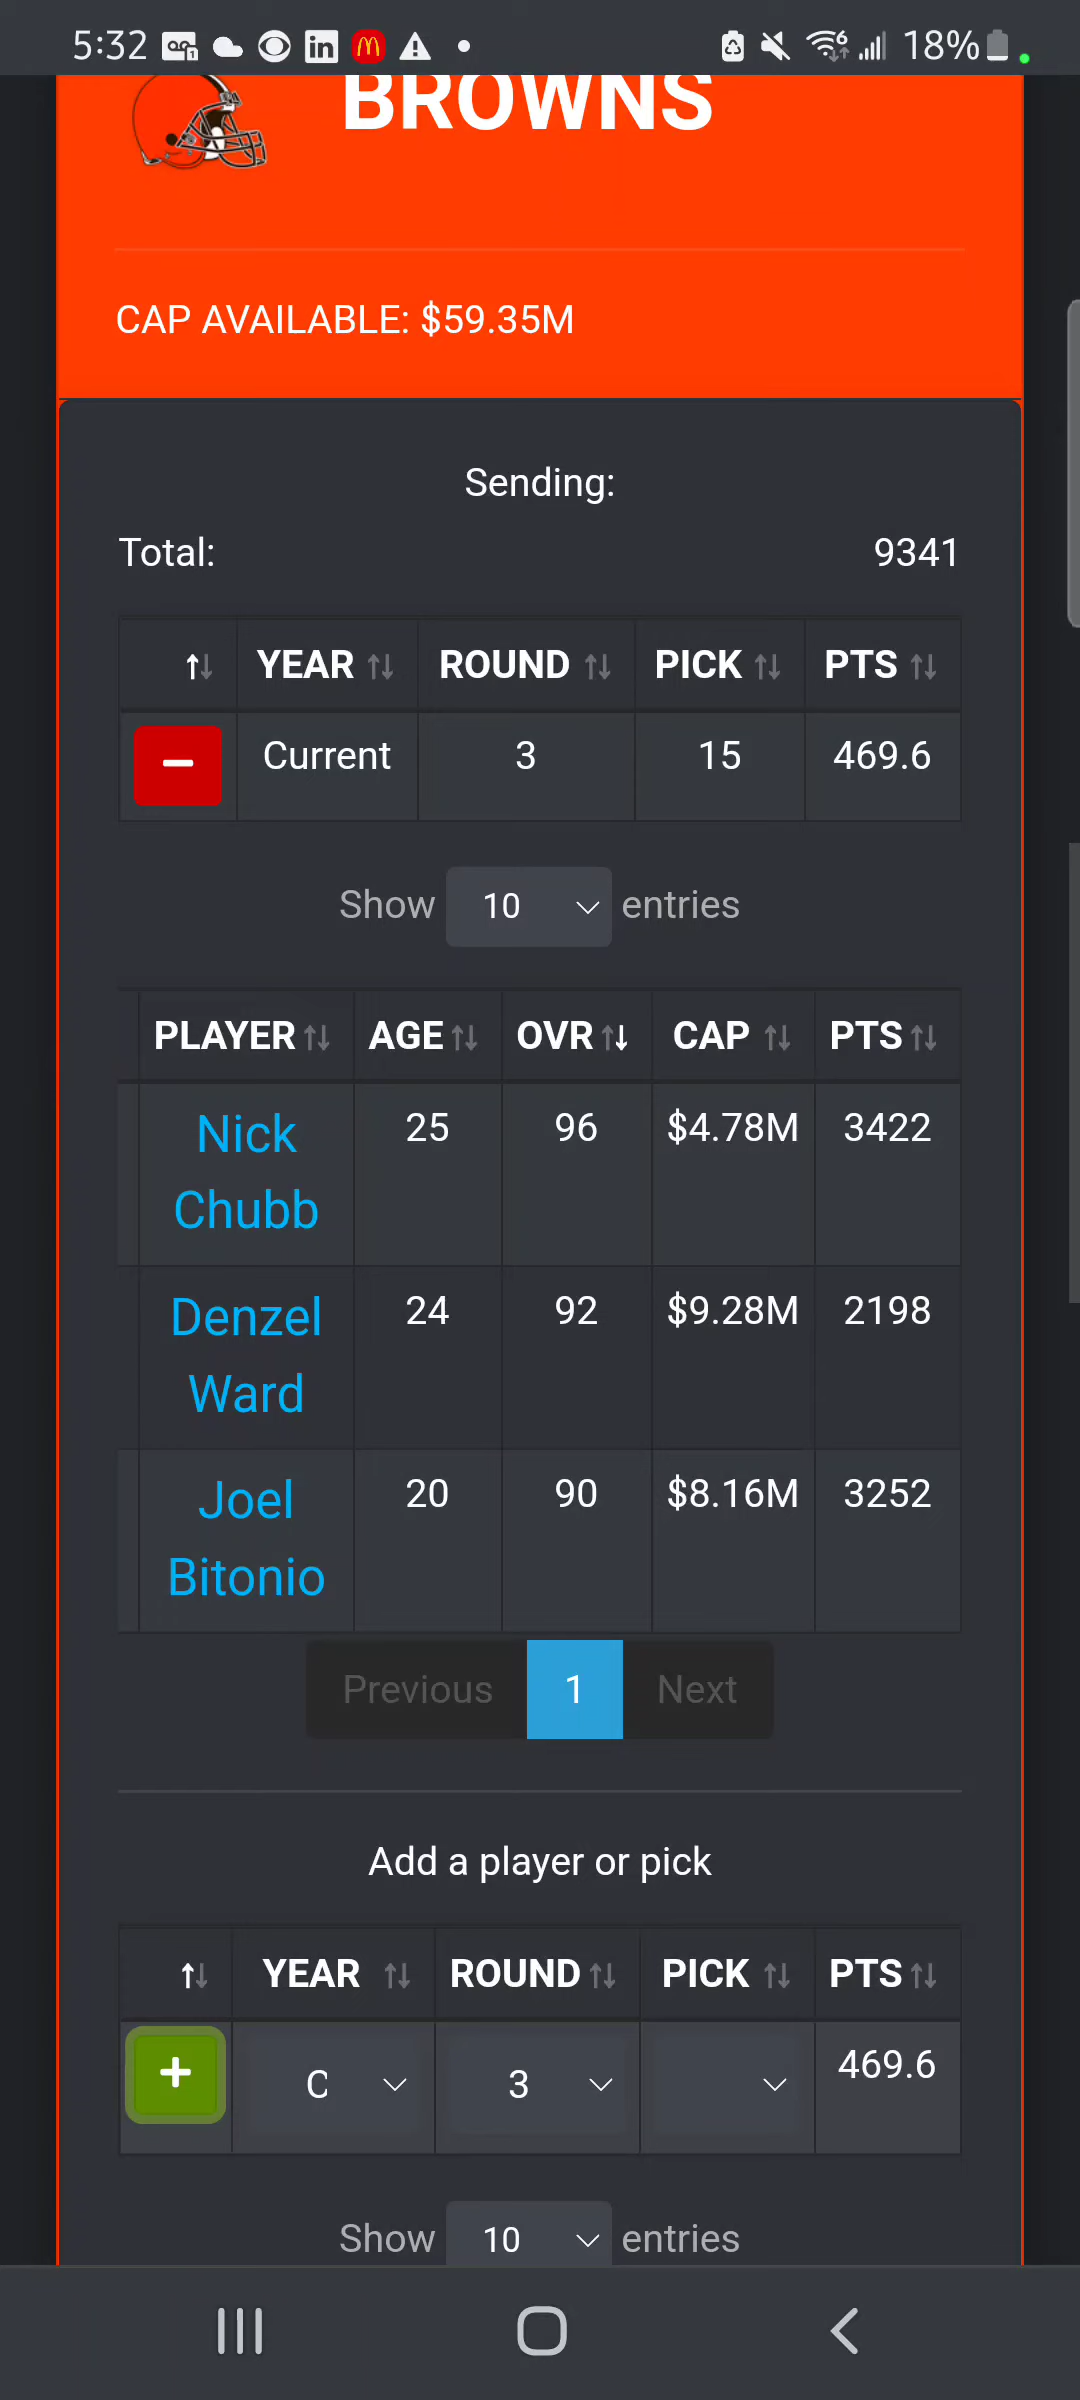 5:32 18%
BROWNS
CAP AVAILABLE: $59.35M
Sending:
Total: 9341
YEAR ROUND PICK PTS
Current 3 15 469.6
Show 10 entries
PLAYER AGE OVR CAP PTS
Nick Chubb 25 96 $4.78M 3422
Denzel Ward 24 92 $9.28M 2198
Joel Bitonio 20 90 $8.16M 3252
Previous 1 Next
Add a player or pick
YEAR ROUND PICK PTS
C 3 469.6
Show 10 entries